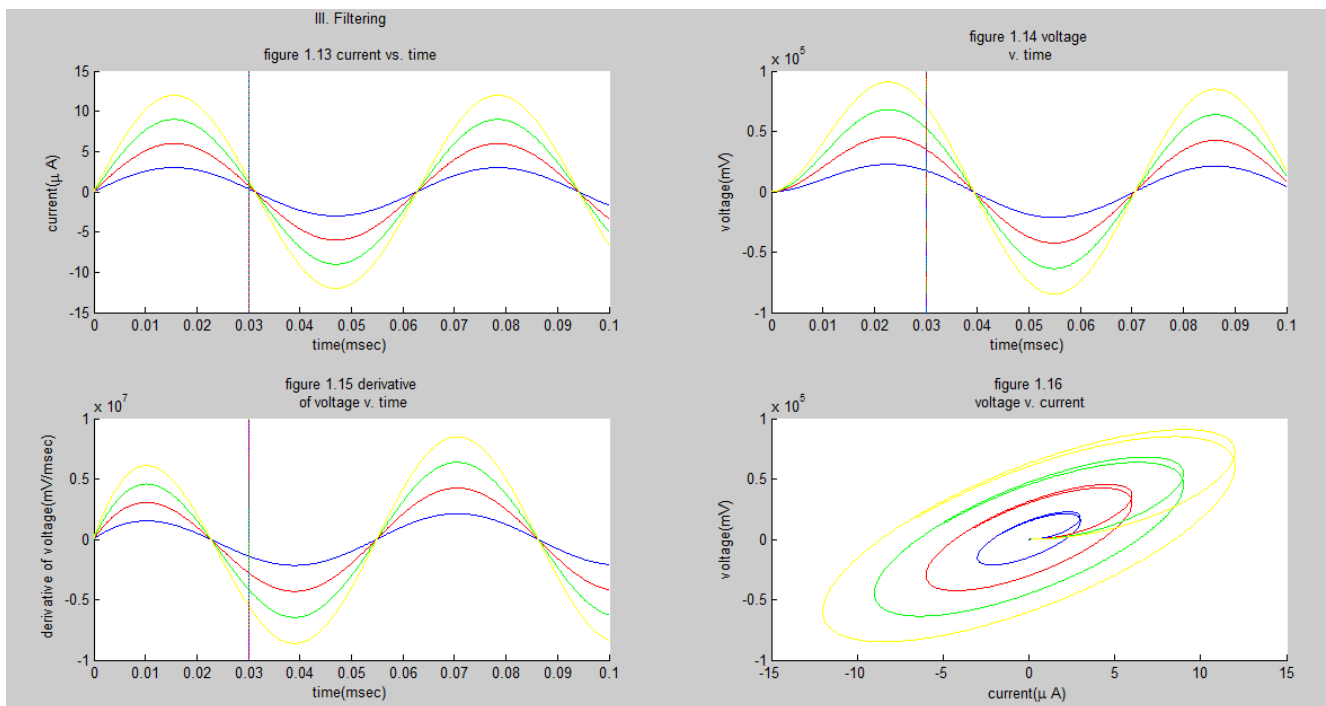 III. Filtering
figure 1.13 current vs. time
15
10
5
0
-5
-10
-15
current(μ A)
0 0.01 0.02 0.03 0.04 0.05 0.06 0.07 0.08 0.09 0.1
time(msec)
figure 1.14 voltage
v. time
x 10^5
1
0.5
0
-0.5
-1
voltage(mV)
0 0.01 0.02 0.03 0.04 0.05 0.06 0.07 0.08 0.09 0.1
time(msec)
figure 1.15 derivative
of voltage v. time
x 10^7
1
0.5
0
-0.5
-1
derivative of voltage(mV/msec)
0 0.01 0.02 0.03 0.04 0.05 0.06 0.07 0.08 0.09 0.1
time(msec)
figure 1.16
voltage v. current
x 10^5
1
0.5
0
-0.5
-1
voltage(mV)
-15 -10 -5 0 5 10 15
current(μ A)